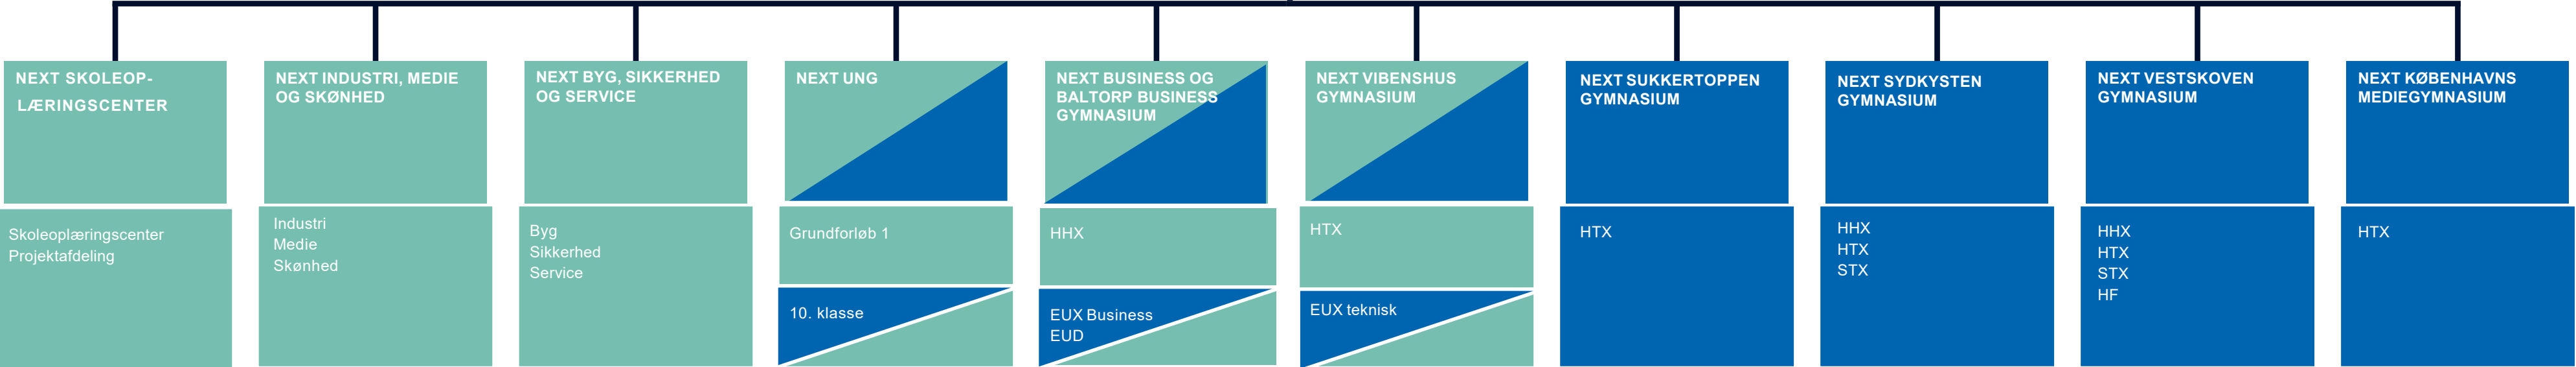 NEXT SKOLEOP-
LÆRINGSCENTER
Skoleoplæringscenter
Projektafdeling
NEXT INDUSTRI, MEDIE
OG SKØNHED
Industri
Medie
Skønhed
NEXT BYG, SIKKERHED
OG SERVICE
Byg
Sikkerhed
Service
NEXT UNG
Grundforløb 1
10. klasse
NEXT BUSINESS OG
BALTORP BUSINESS
GYMNASIUM
HHX
EUX Business
EUD
NEXT VIBENSHUS
GYMNASIUM
HTX
EUX teknisk
NEXT SUKKERTOPPEN
GYMNASIUM
HTX
NEXT SYDKYSTEN
GYMNASIUM
HHX
HTX
STX
NEXT VESTSKOVEN
GYMNASIUM
HHX
HTX
STX
HF
NEXT KØBENHAVNS
MEDIEGYMNASIUM
HTX